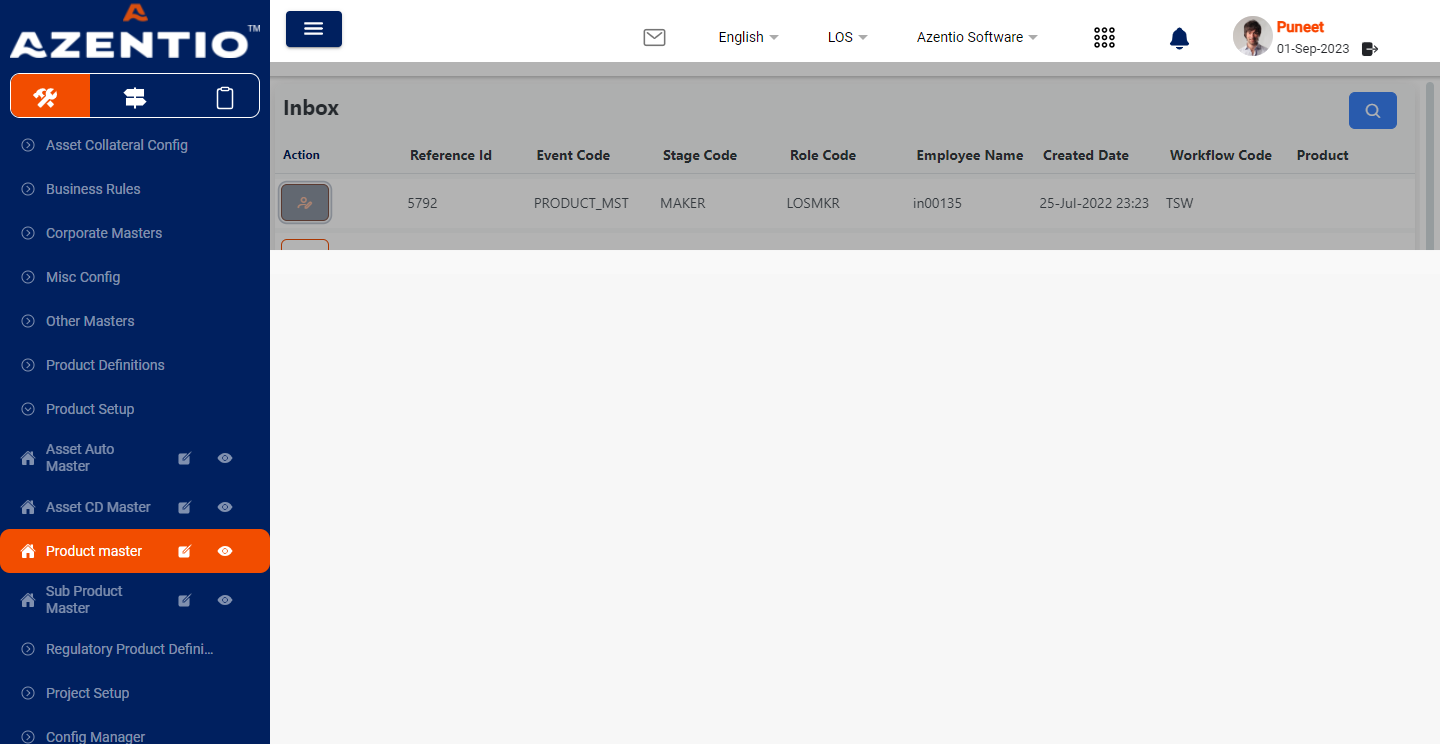 AZENTIO™
English
LOS
Azentio Software
Puneet
01-Sep-2023
Asset Collateral Config
Business Rules
Corporate Masters
Misc Config
Other Masters
Product Definitions
Product Setup
Asset Auto
Master
Asset CD Master
Product master
Sub Product
Master
Regulatory Product Defini...
Project Setup
Config Manager
Inbox
Action Reference Id Event Code Stage Code Role Code Employee Name Created Date Workflow Code Product
5792 PRODUCT_MST MAKER LOSMKR in00135 25-Jul-2022 23:23 TSW